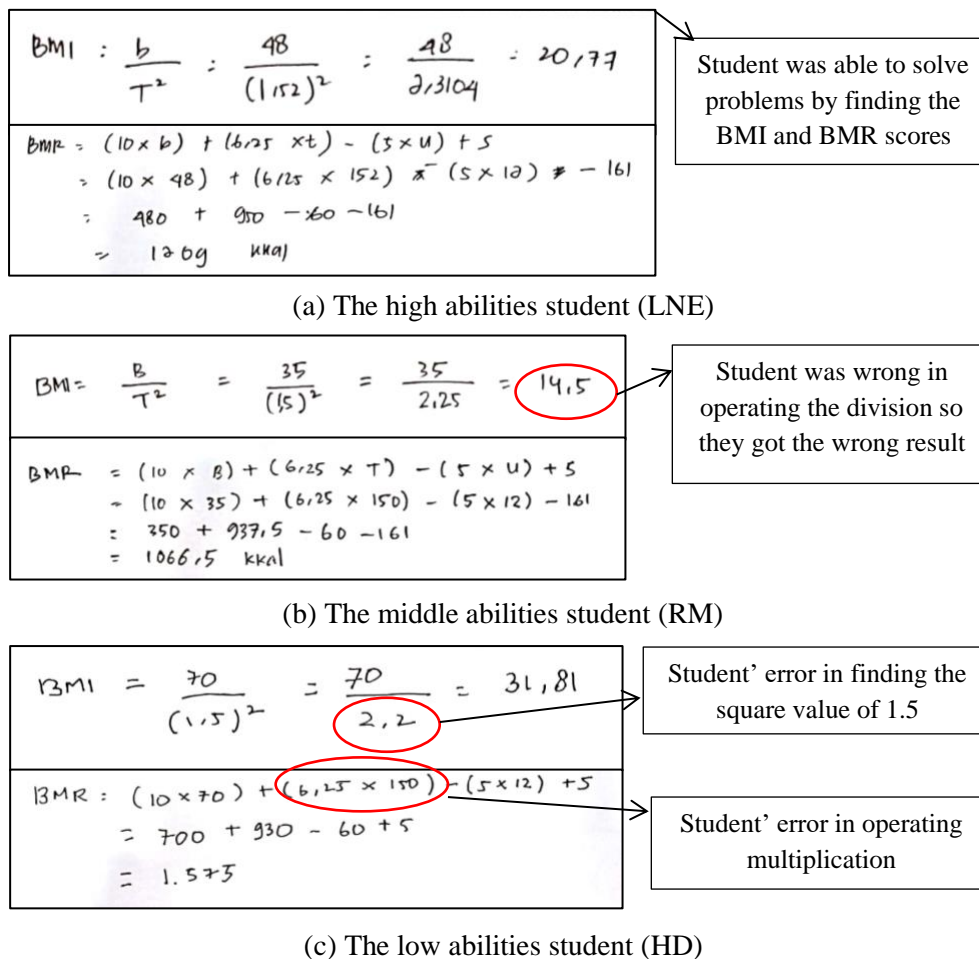 BMI : b/T² : 48/(1,52)² : 48/2,3104 : 20,77
Student was able to solve
problems by finding the
BMI and BMR scores
BMR = (10 × b) + (6,25 × t) - (5 × U) + S
= (10 × 48) + (6,25 × 152) - (5 × 12) - 161
= 480 + 950 - 60 - 161
= 1209 kkal
(a) The high abilities student (LNE)
BMI = B/T² = 35/(1,5)² = 35/2,25 = 14,5
Student was wrong in
operating the division so
they got the wrong result
BMR = (10 × B) + (6,25 × T) - (5 × U) + S
= (10 × 35) + (6,25 × 150) - (5 × 12) - 161
= 350 + 937,5 - 60 - 161
= 1066,5 kkal
(b) The middle abilities student (RM)
BMI = 70/(1,5)² = 70/2,2 = 31,81
Student' error in finding the
square value of 1.5
BMR : (10 × 70) + (6,25 × 150) - (5 × 12) + 5
= 700 + 930 - 60 + 5
= 1.575
Student' error in operating
multiplication
(c) The low abilities student (HD)